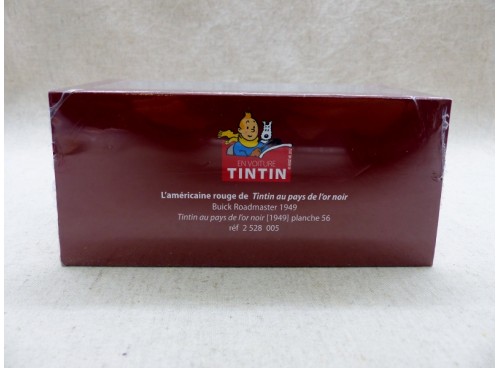 EN VOITURE
TINTIN
L'américaine rouge de Tintin au pays de l'or noir
Buick Roadmaster 1949
Tintin au pays de l'or noir (1949) planche 56
réf 2 528 005